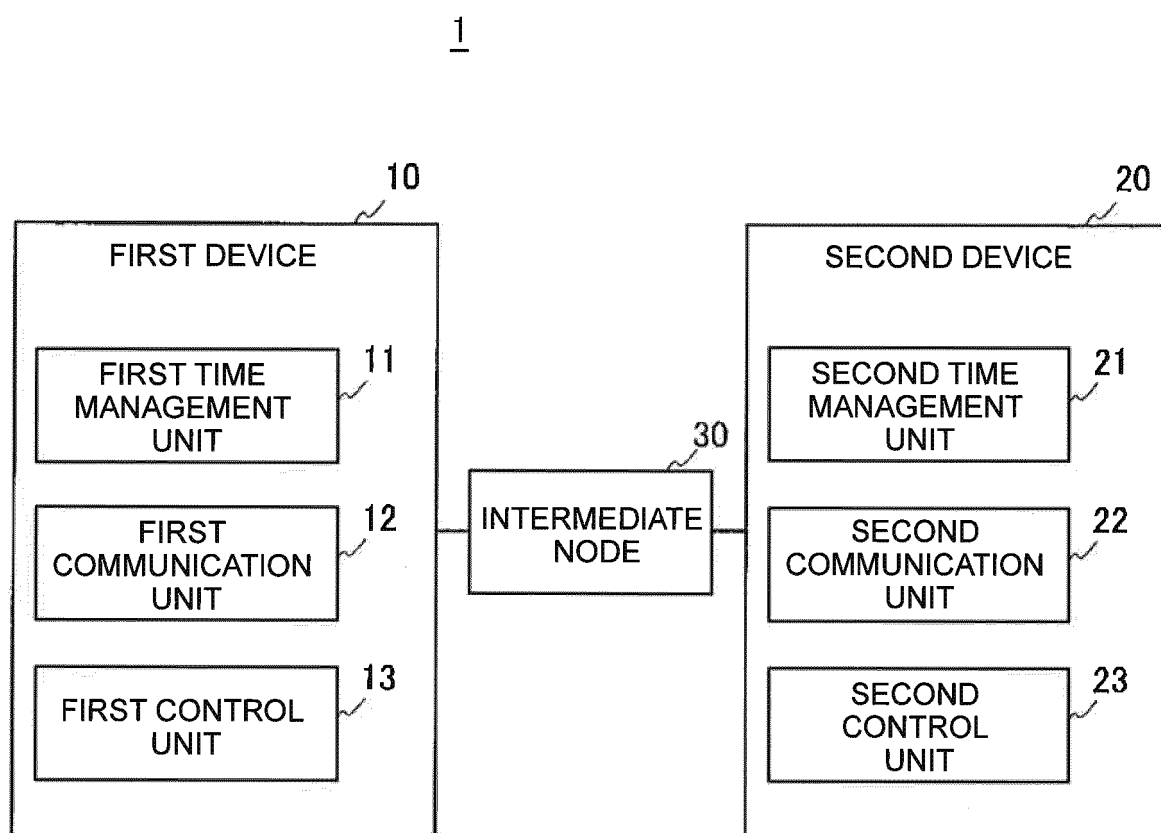 1
10
FIRST DEVICE
FIRST TIME
MANAGEMENT
UNIT
11
FIRST
COMMUNICATION
UNIT
12
FIRST CONTROL
UNIT
13
30
INTERMEDIATE
NODE
20
SECOND DEVICE
SECOND TIME
MANAGEMENT
UNIT
21
SECOND
COMMUNICATION
UNIT
22
SECOND
CONTROL
UNIT
23